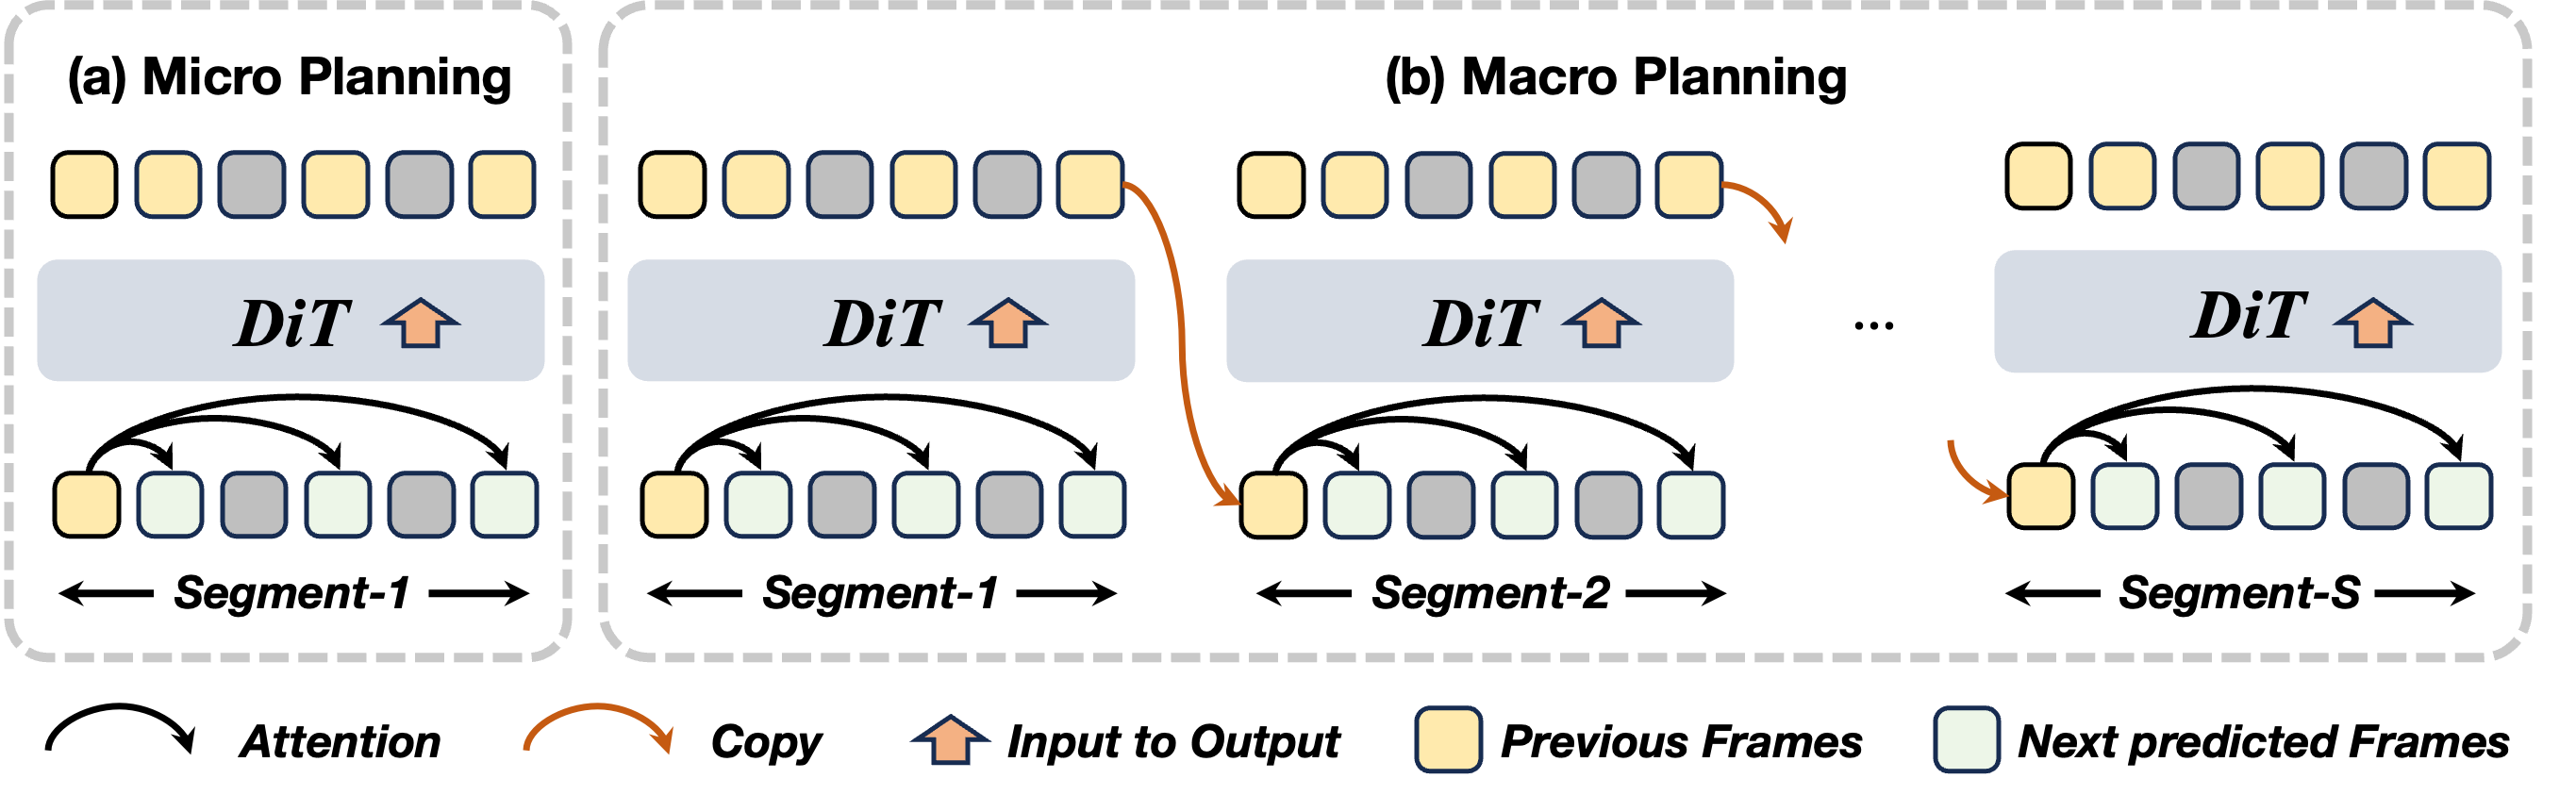 (a) Micro Planning
(b) Macro Planning
DiT
DiT
DiT
...
DiT
Segment-1
Segment-1
Segment-2
Segment-S
Attention
Copy
Input to Output
Previous Frames
Next predicted Frames